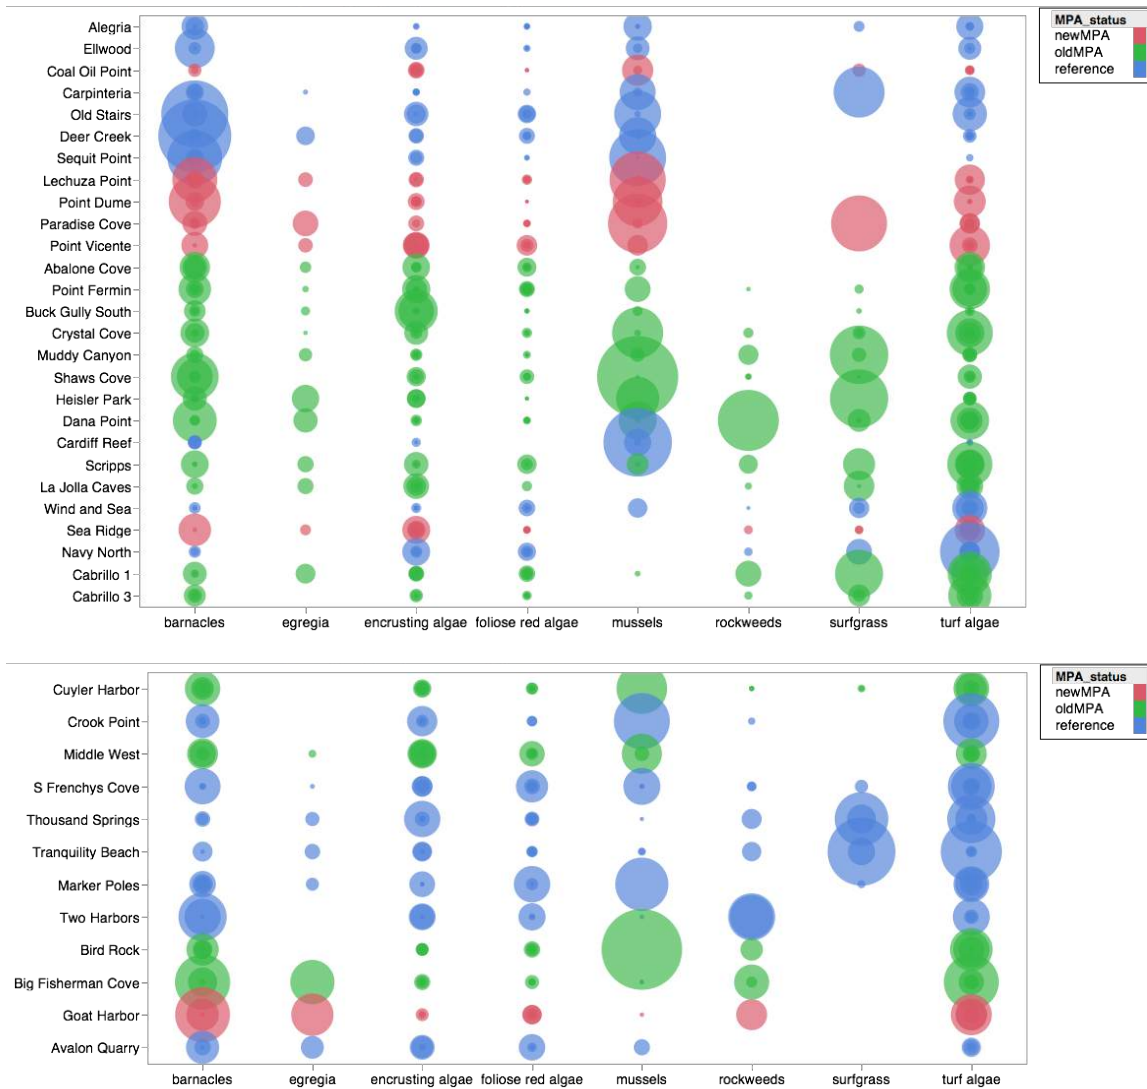 MPA_status
newMPA
oldMPA
reference
Alegria
Ellwood
Coal Oil Point
Carpinteria
Old Stairs
Deer Creek
Sequit Point
Lechuza Point
Point Dume
Paradise Cove
Point Vicente
Abalone Cove
Point Fermin
Buck Gully South
Crystal Cove
Muddy Canyon
Shaws Cove
Heisler Park
Dana Point
Cardiff Reef
Scripps
La Jolla Caves
Wind and Sea
Sea Ridge
Navy North
Cabrillo 1
Cabrillo 3
barnacles egregia encrusting algae foliose red algae mussels rockweeds surfgrass turf algae
MPA_status
newMPA
oldMPA
reference
Cuyler Harbor
Crook Point
Middle West
S Frenchys Cove
Thousand Springs
Tranquility Beach
Marker Poles
Two Harbors
Bird Rock
Big Fisherman Cove
Goat Harbor
Avalon Quarry
barnacles egregia encrusting algae foliose red algae mussels rockweeds surfgrass turf algae